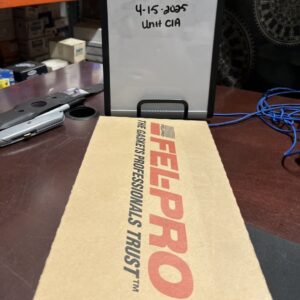 4-15-2025
Unit C1A
FEL-PRO
THE GASKETS PROFESSIONALS TRUST™